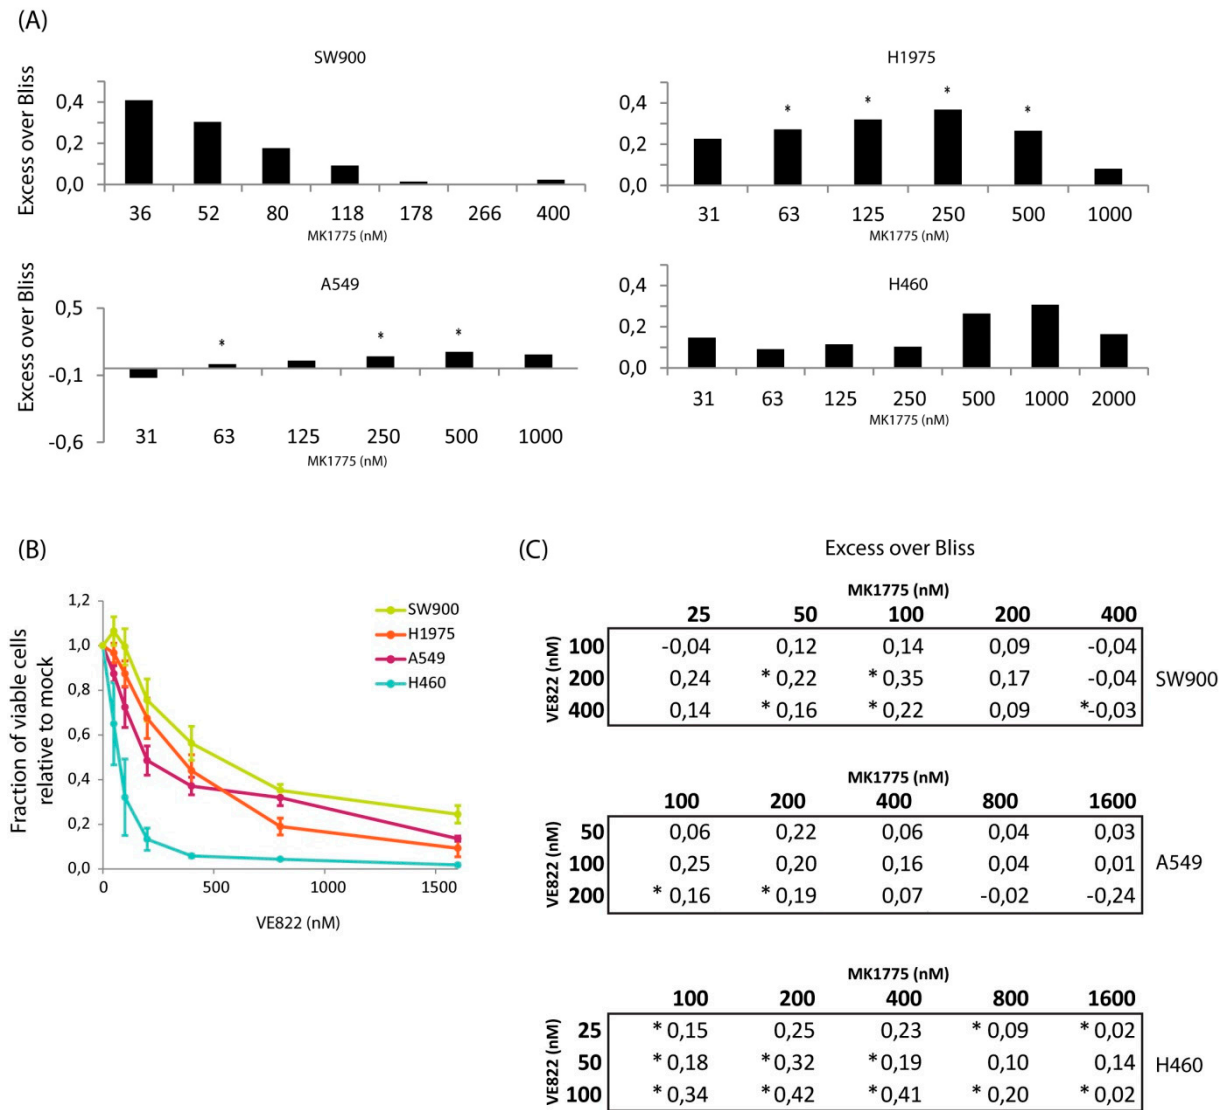 (A)
SW900
Excess over Bliss
0,4
0,2
0,0
36 52 80 118 178 266 400
MK1775 (nM)
H1975
0,4
0,2
0,0
* * * *
31 63 125 250 500 1000
MK1775 (nM)
A549
Excess over Bliss
0,5
-0,1
-0,6
* * *
31 63 125 250 500 1000
MK1775 (nM)
H460
0,4
0,2
0,0
31 63 125 250 500 1000 2000
MK1775 (nM)
(B)
Fraction of viable cells
relative to mock
1,2
1,0
0,8
0,6
0,4
0,2
0,0
0 500 1000 1500
VE822 (nM)
SW900
H1975
A549
H460
(C)
Excess over Bliss
MK1775 (nM)
25 50 100 200 400
VE822 (nM)
100 -0,04 0,12 0,14 0,09 -0,04
200 0,24 * 0,22 * 0,35 0,17 -0,04
400 0,14 * 0,16 * 0,22 0,09 *-0,03
SW900
MK1775 (nM)
100 200 400 800 1600
VE822 (nM)
50 0,06 0,22 0,06 0,04 0,03
100 0,25 0,20 0,16 0,04 0,01
200 * 0,16 * 0,19 0,07 -0,02 -0,24
A549
MK1775 (nM)
100 200 400 800 1600
VE822 (nM)
25 * 0,15 0,25 0,23 * 0,09 * 0,02
50 * 0,18 * 0,32 * 0,19 0,10 0,14
100 * 0,34 * 0,42 * 0,41 * 0,20 * 0,02
H460